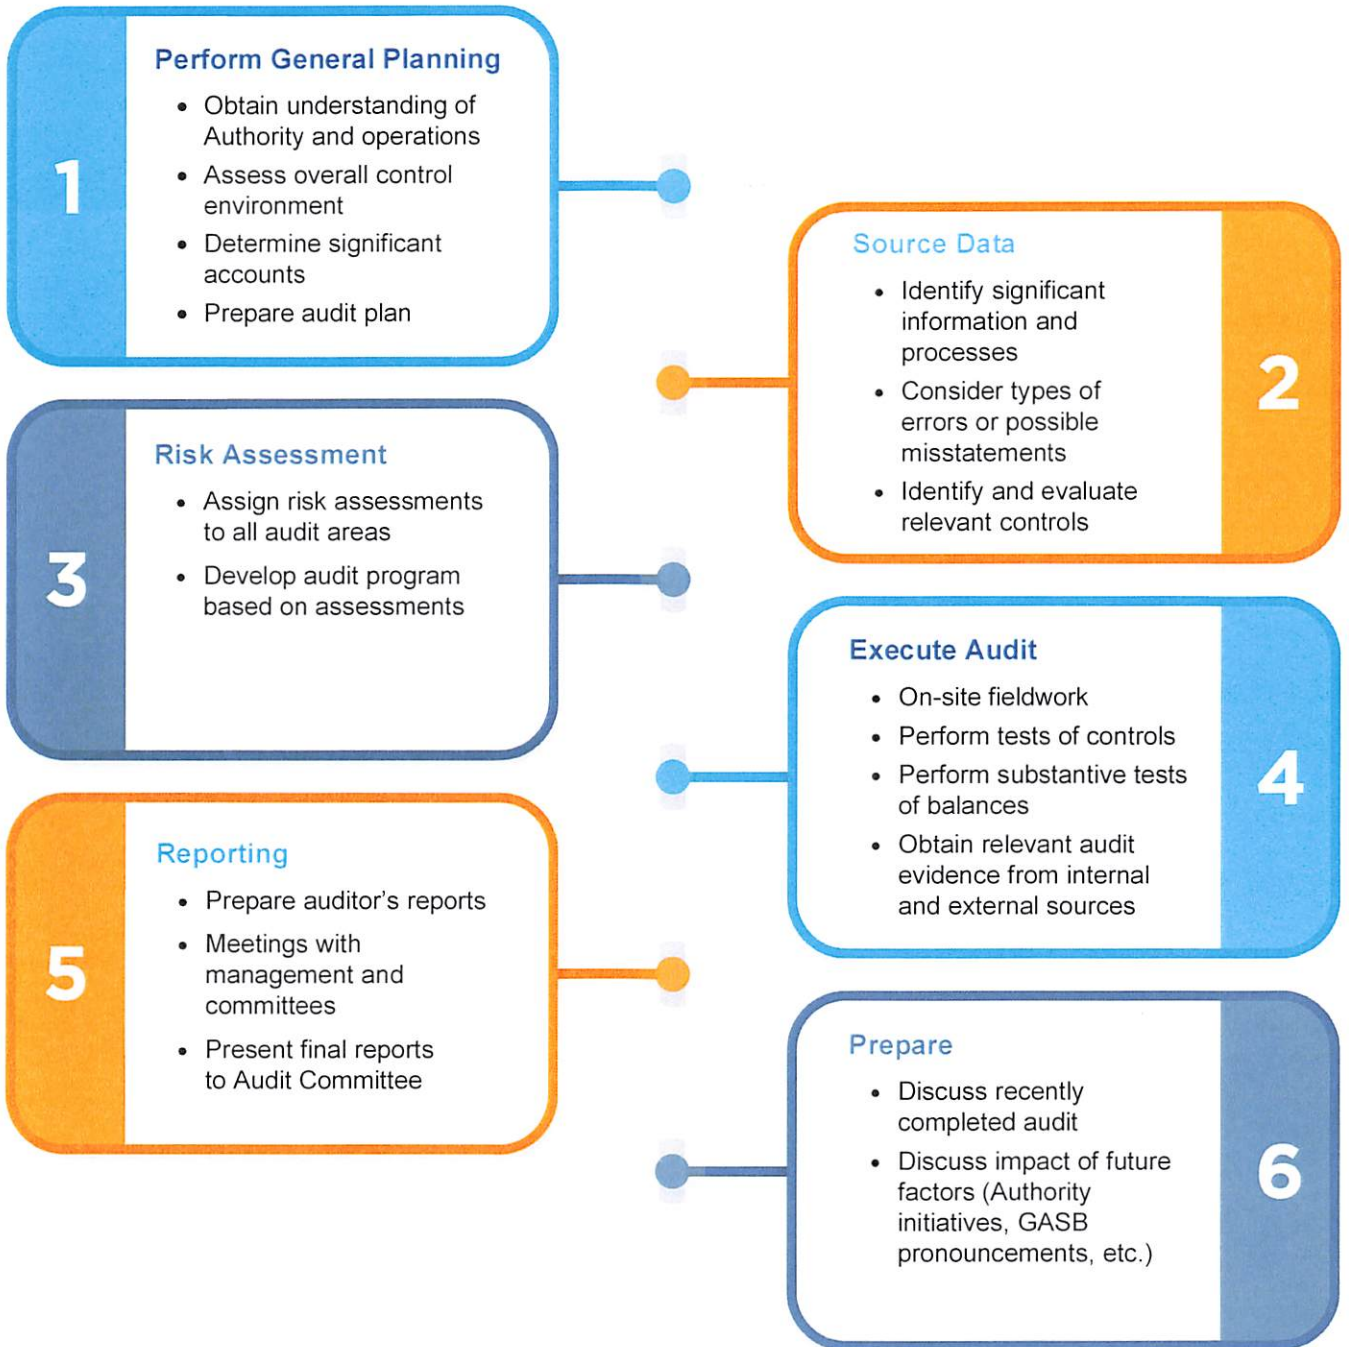 1
Perform General Planning
• Obtain understanding of
Authority and operations
• Assess overall control
environment
• Determine significant
accounts
• Prepare audit plan
2
Source Data
• Identify significant
information and
processes
• Consider types of
errors or possible
misstatements
• Identify and evaluate
relevant controls
3
Risk Assessment
• Assign risk assessments
to all audit areas
• Develop audit program
based on assessments
4
Execute Audit
• On-site fieldwork
• Perform tests of controls
• Perform substantive tests
of balances
• Obtain relevant audit
evidence from internal
and external sources
5
Reporting
• Prepare auditor’s reports
• Meetings with
management and
committees
• Present final reports
to Audit Committee
6
Prepare
• Discuss recently
completed audit
• Discuss impact of future
factors (Authority
initiatives, GASB
pronouncements, etc.)